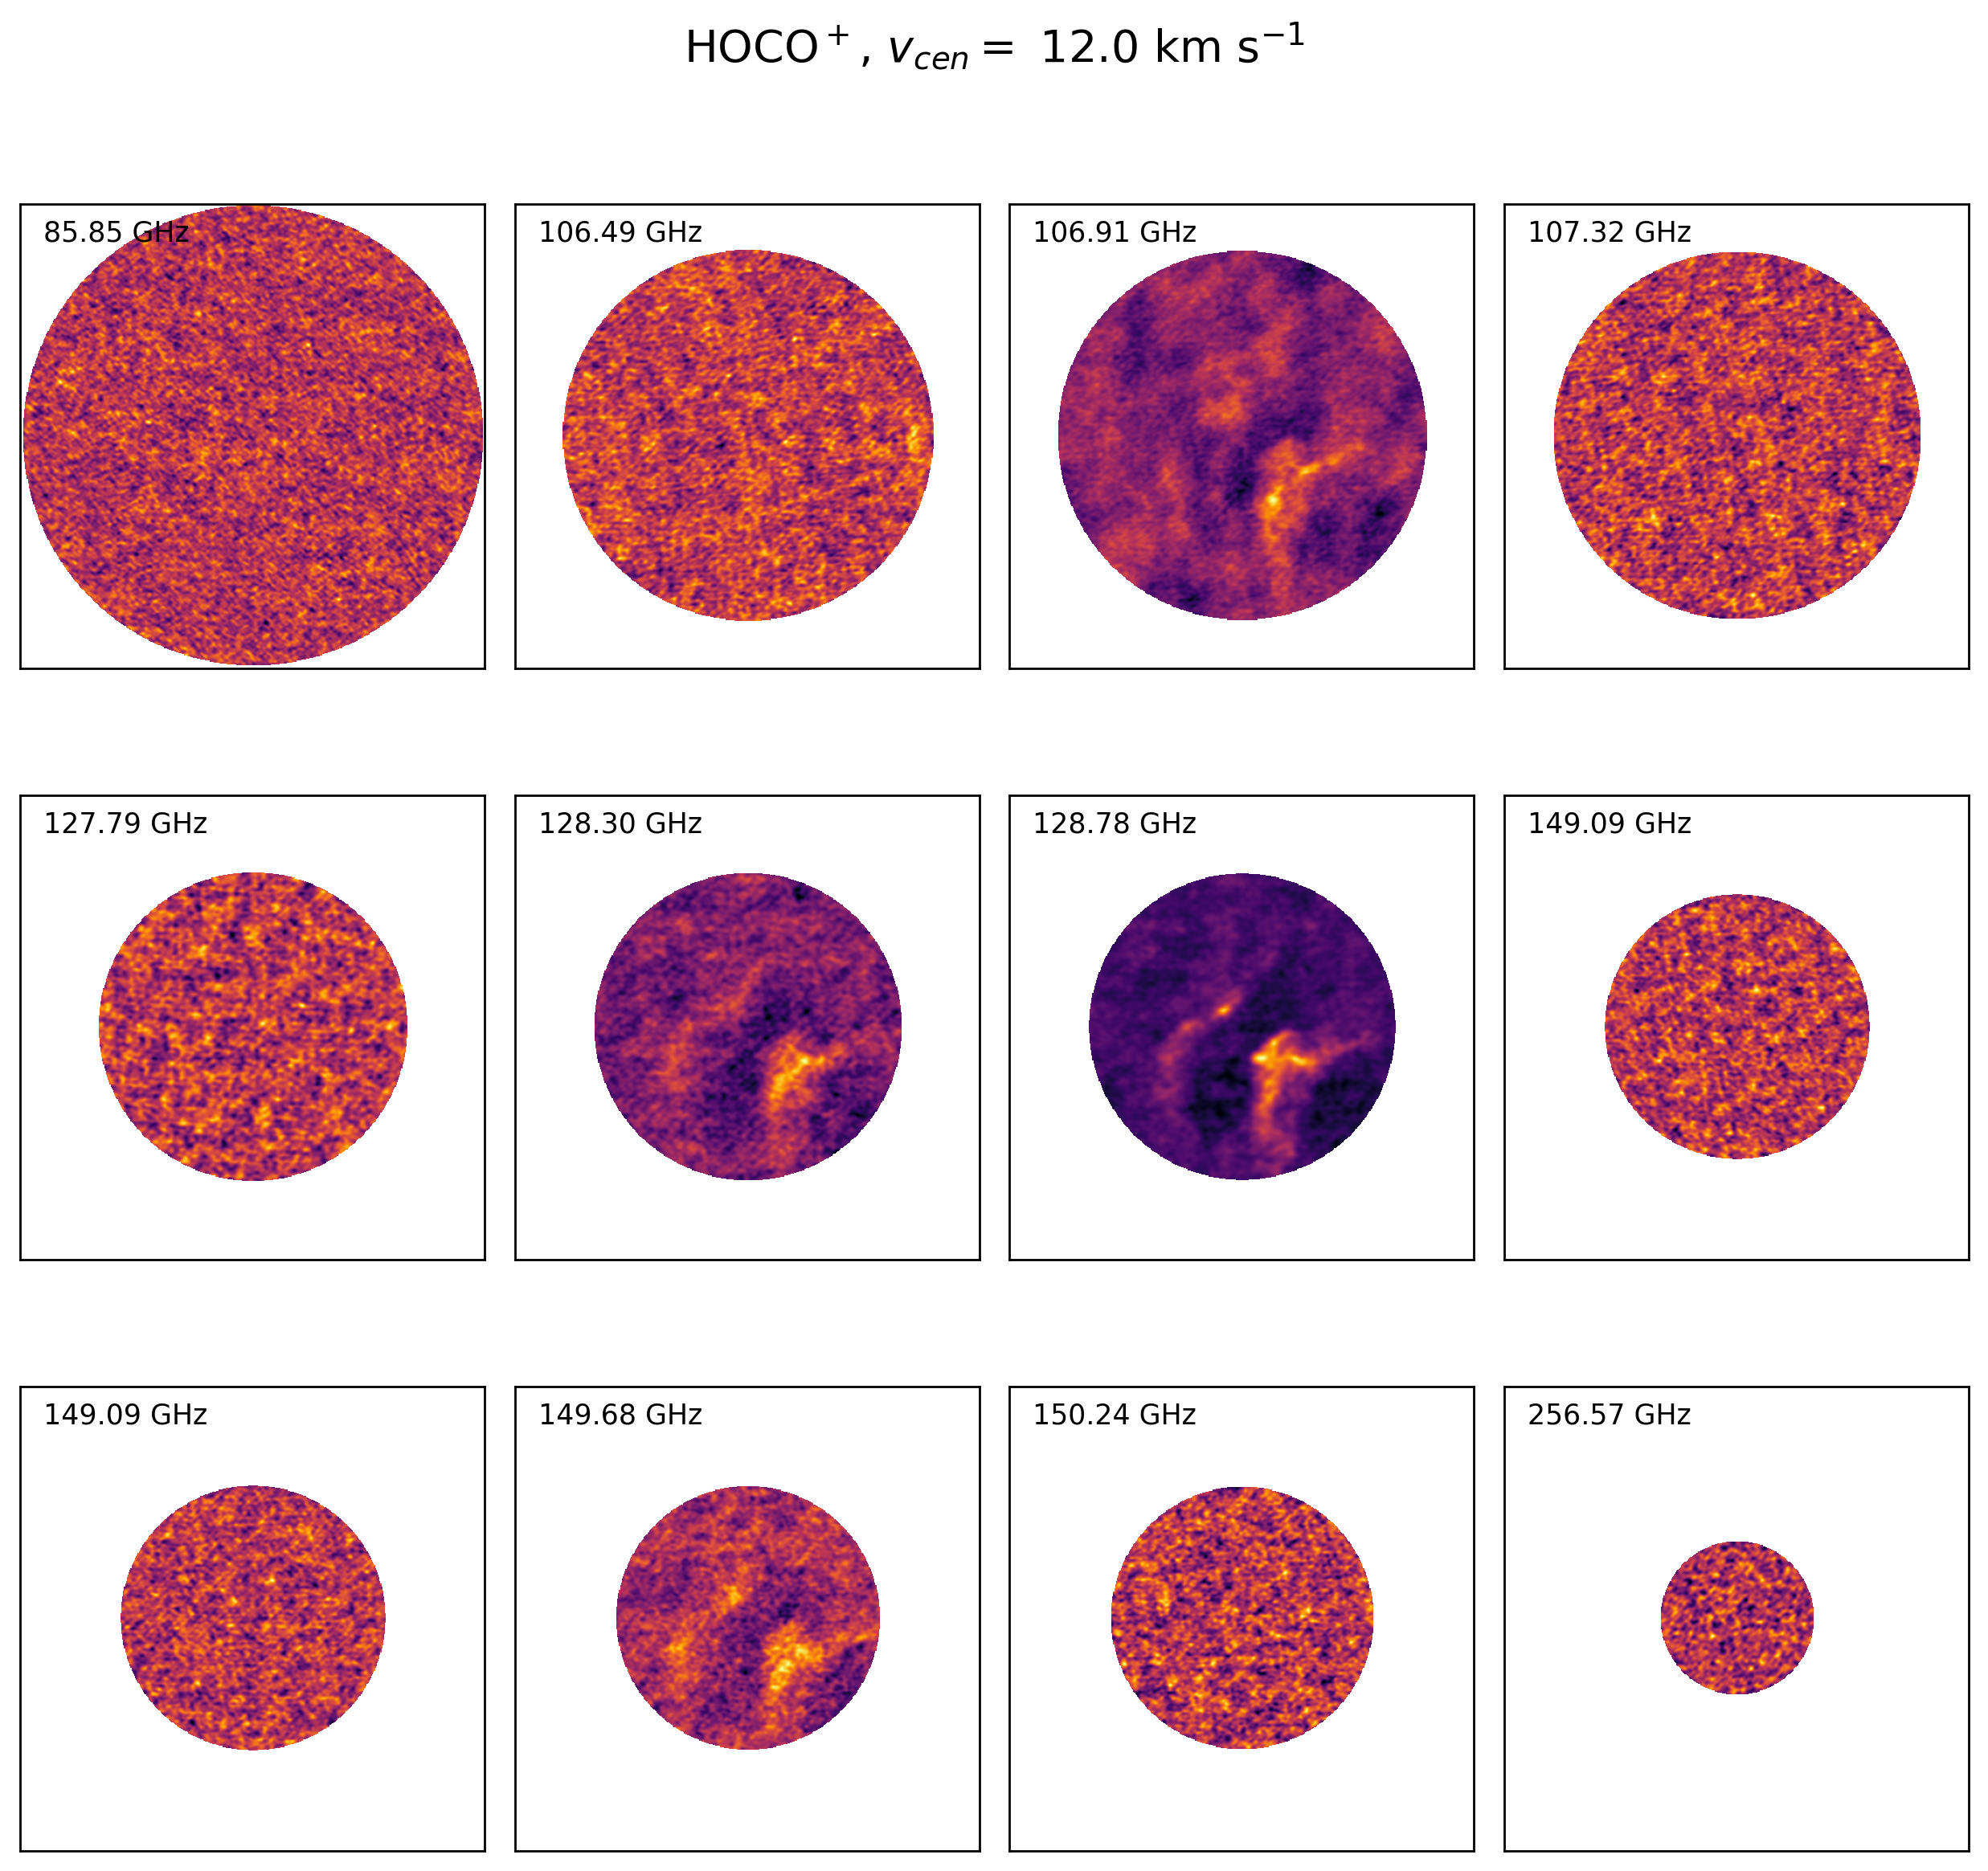 HOCO⁺, v_cen = 12.0 km s⁻¹
85.85 GHz
106.49 GHz
106.91 GHz
107.32 GHz
127.79 GHz
128.30 GHz
128.78 GHz
149.09 GHz
149.09 GHz
149.68 GHz
150.24 GHz
256.57 GHz